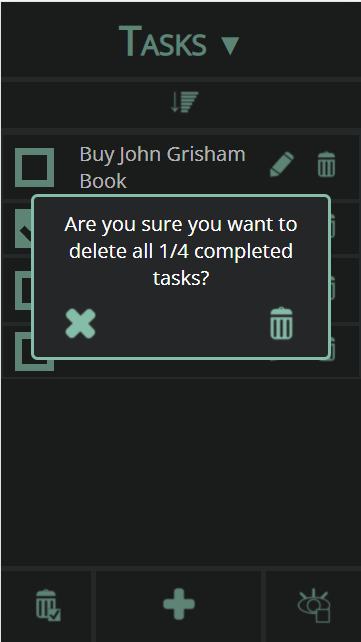 Tasks ▼
Buy John Grisham
Book
Are you sure you want to
delete all 1/4 completed
tasks?